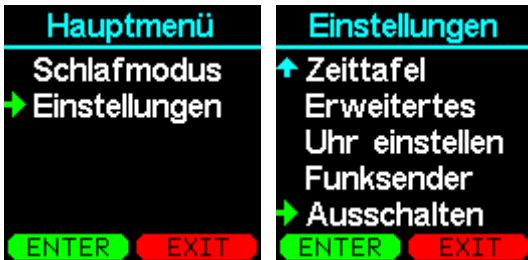 Hauptmenü
Schlafmodus
Einstellungen
ENTER EXIT
Einstellungen
Zeittafel
Erweitertes
Uhr einstellen
Funksender
Ausschalten
ENTER EXIT